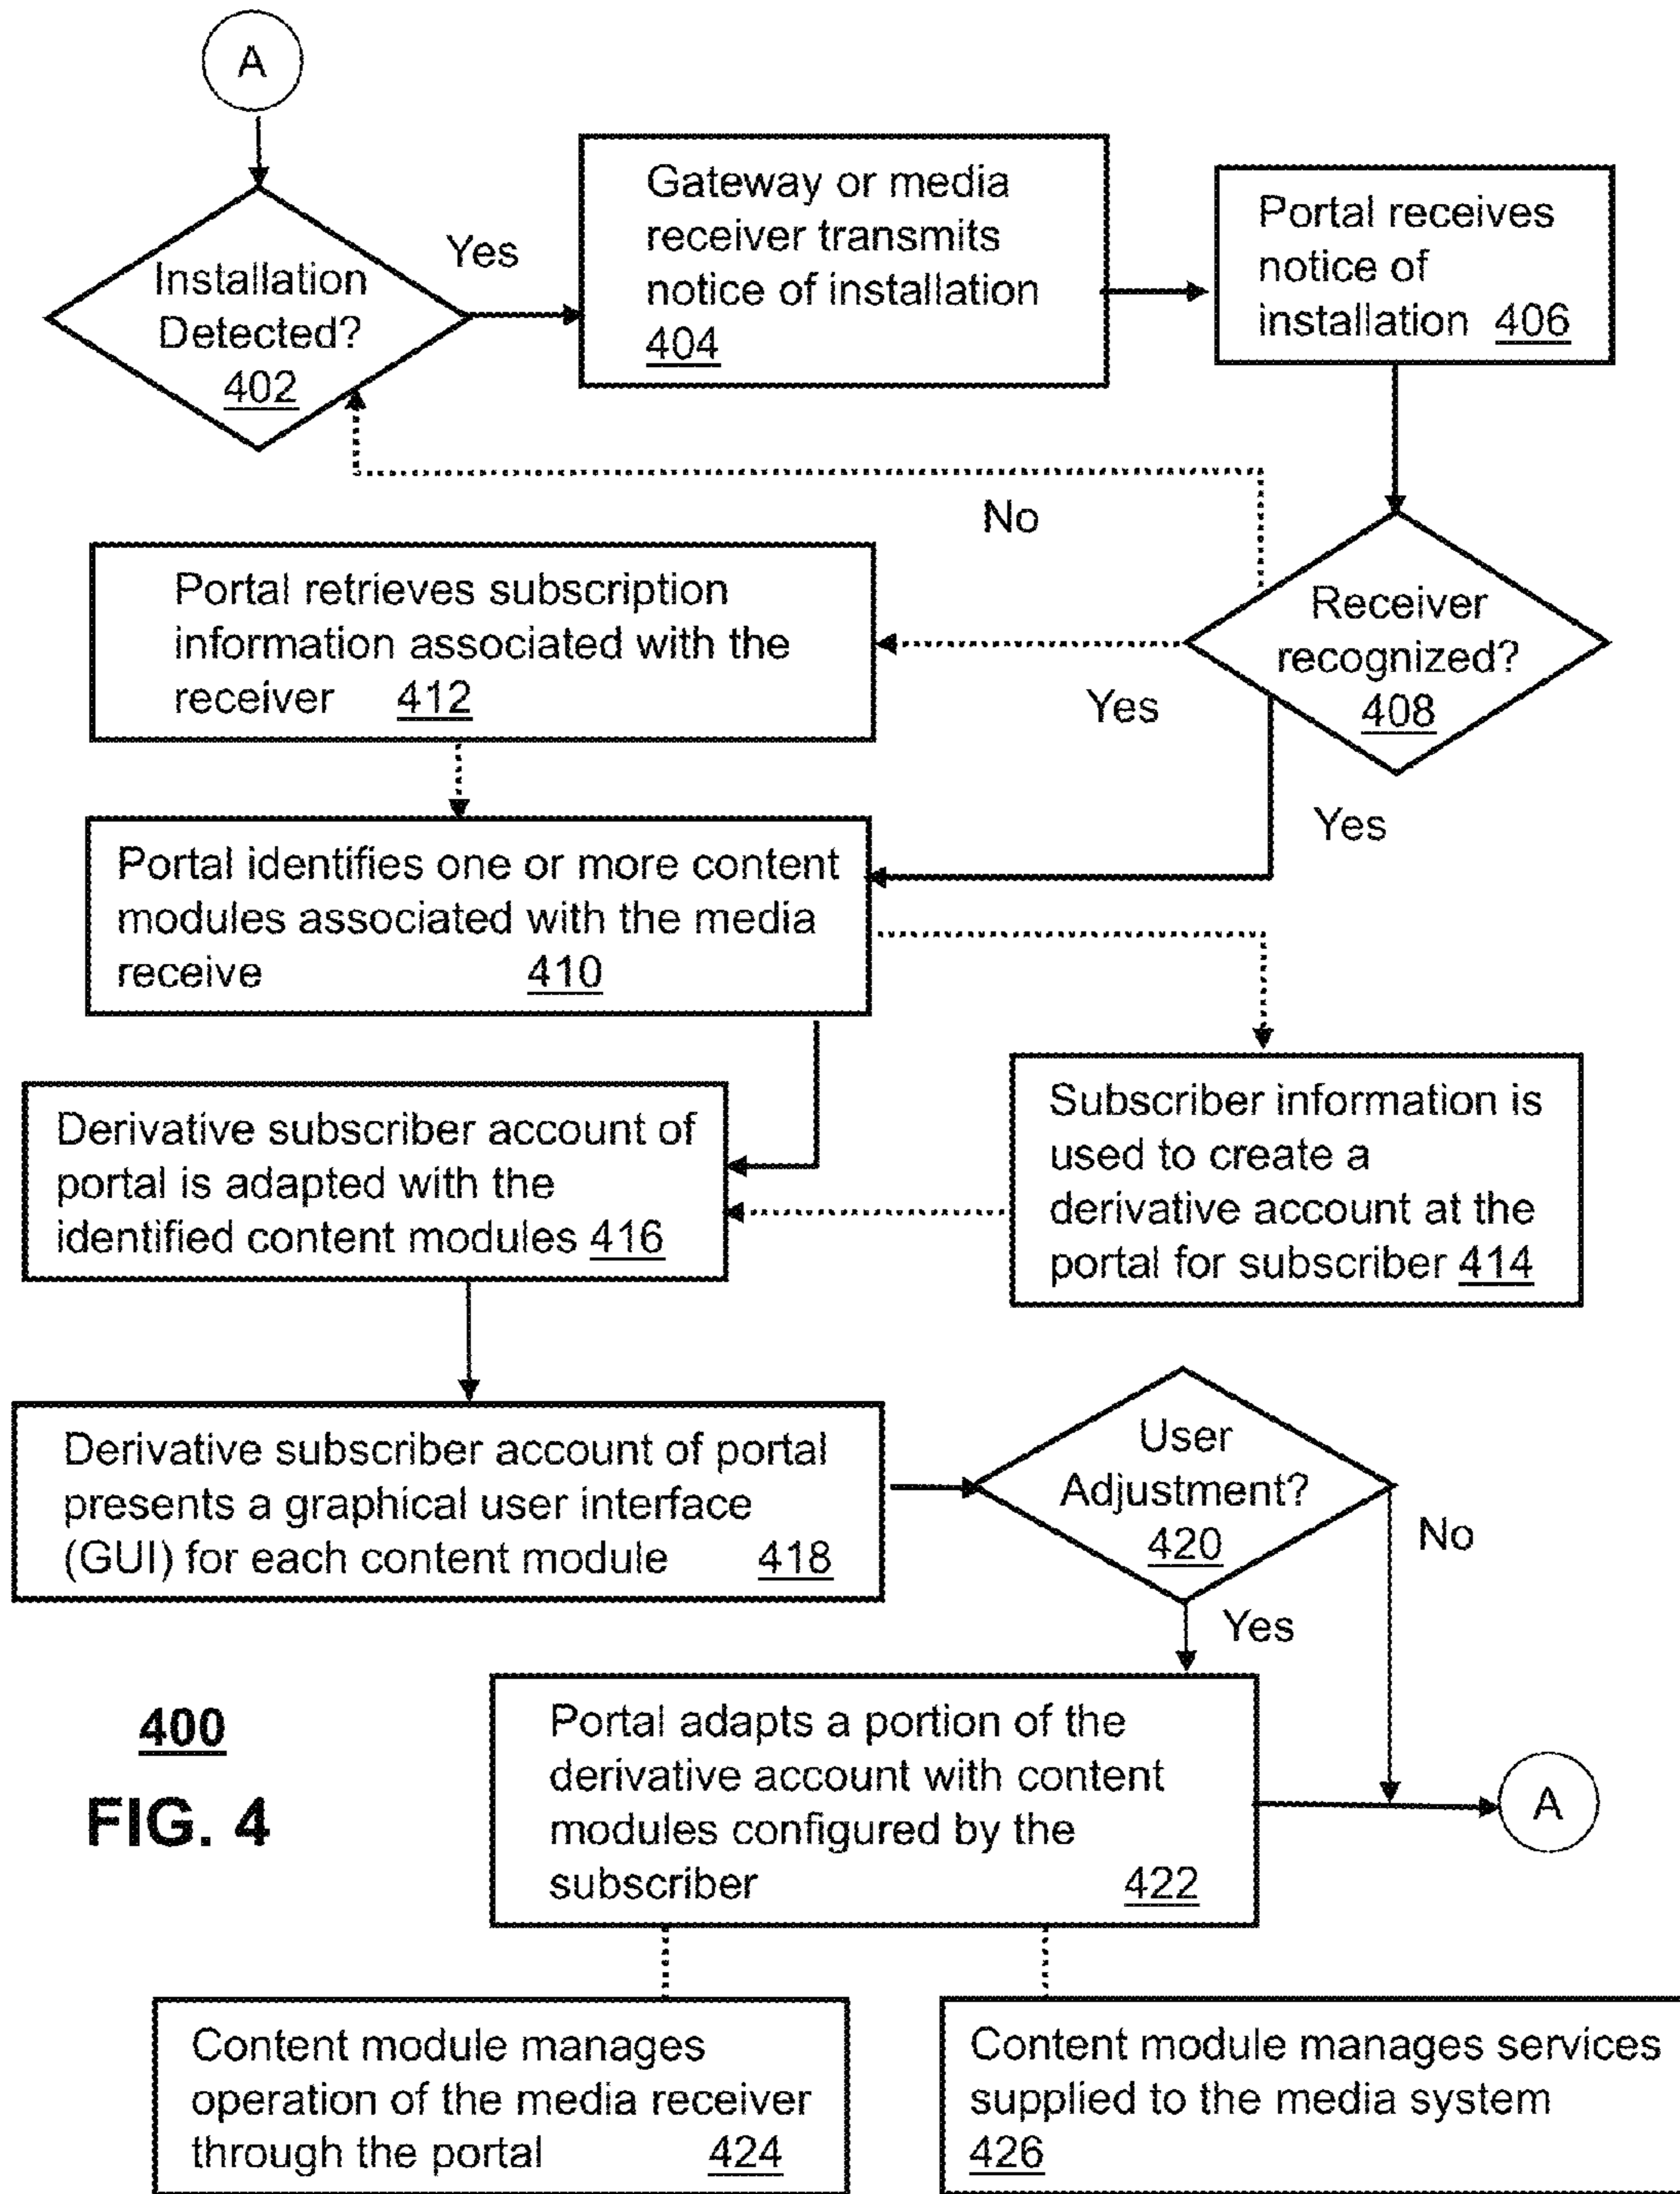 A
Installation
Detected?
402
Yes
Gateway or media
receiver transmits
notice of installation
404
Portal receives
notice of
installation 406
No
Receiver
recognized?
408
Yes
Yes
Portal retrieves subscription
information associated with the
receiver 412
Portal identifies one or more content
modules associated with the media
receive 410
Subscriber information is
used to create a
derivative account at the
portal for subscriber 414
Derivative subscriber account of
portal is adapted with the
identified content modules 416
Derivative subscriber account of portal
presents a graphical user interface
(GUI) for each content module 418
User
Adjustment?
420
No
Yes
Portal adapts a portion of the
derivative account with content
modules configured by the
subscriber 422
A
400
FIG. 4
Content module manages
operation of the media receiver
through the portal 424
Content module manages services
supplied to the media system
426